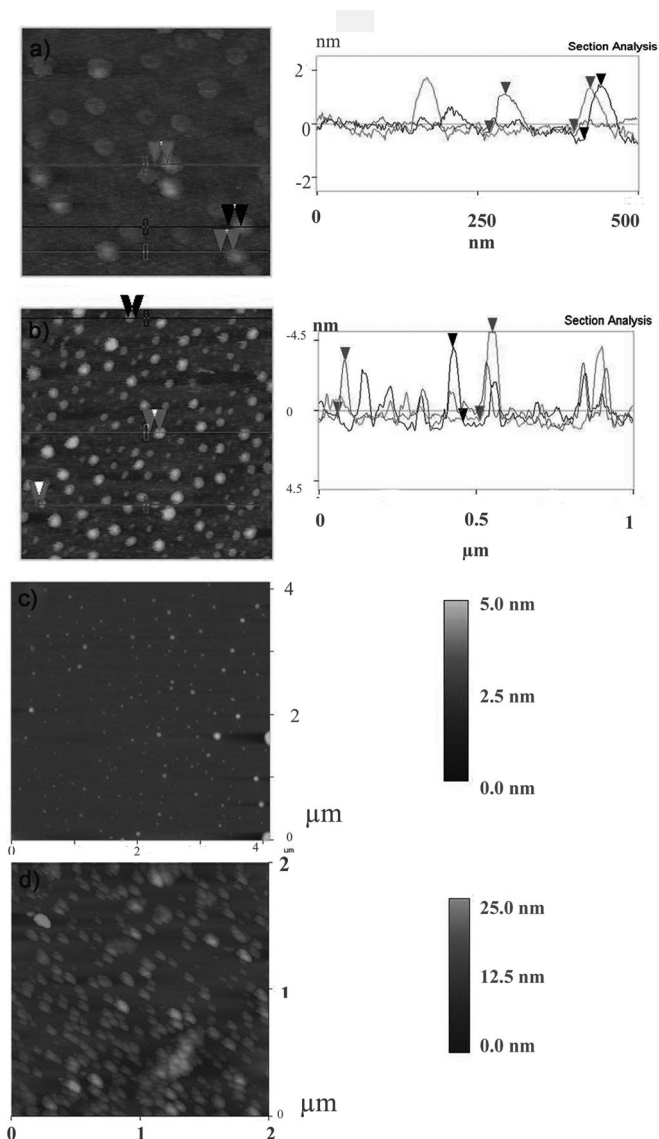 a)
nm
Section Analysis
2
0
-2
0 250 500
nm
b)
nm
Section Analysis
-4.5
0
4.5
0 0.5 1
µm
c)
4
2
0
µm
0 2 4 µm
5.0 nm
2.5 nm
0.0 nm
d)
2
1
0
µm
0 1 2
25.0 nm
12.5 nm
0.0 nm